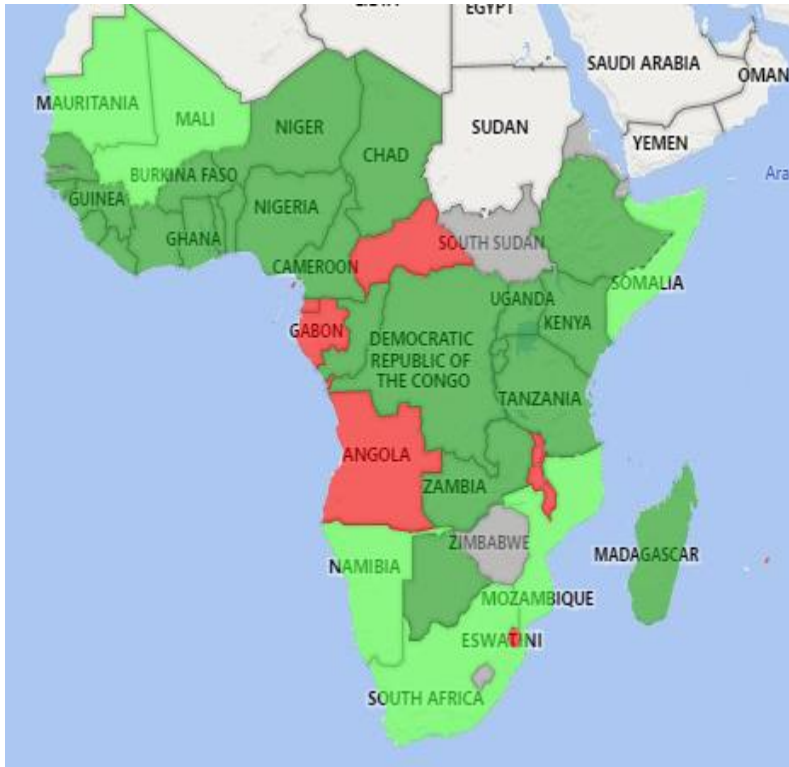 EGYPT
SAUDI ARABIA
OMAN
MAURITANIA
MALI
NIGER
SUDAN
YEMEN
CHAD
Ara
BURKINA FASO
GUINEA
NIGERIA
GHANA
SOUTH SUDAN
CAMEROON
SOMALIA
UGANDA
GABON
KENYA
DEMOCRATIC
REPUBLIC OF
THE CONGO
TANZANIA
ANGOLA
ZAMBIA
ZIMBABWE
MADAGASCAR
NAMIBIA
MOZAMBIQUE
ESWATINI
SOUTH AFRICA